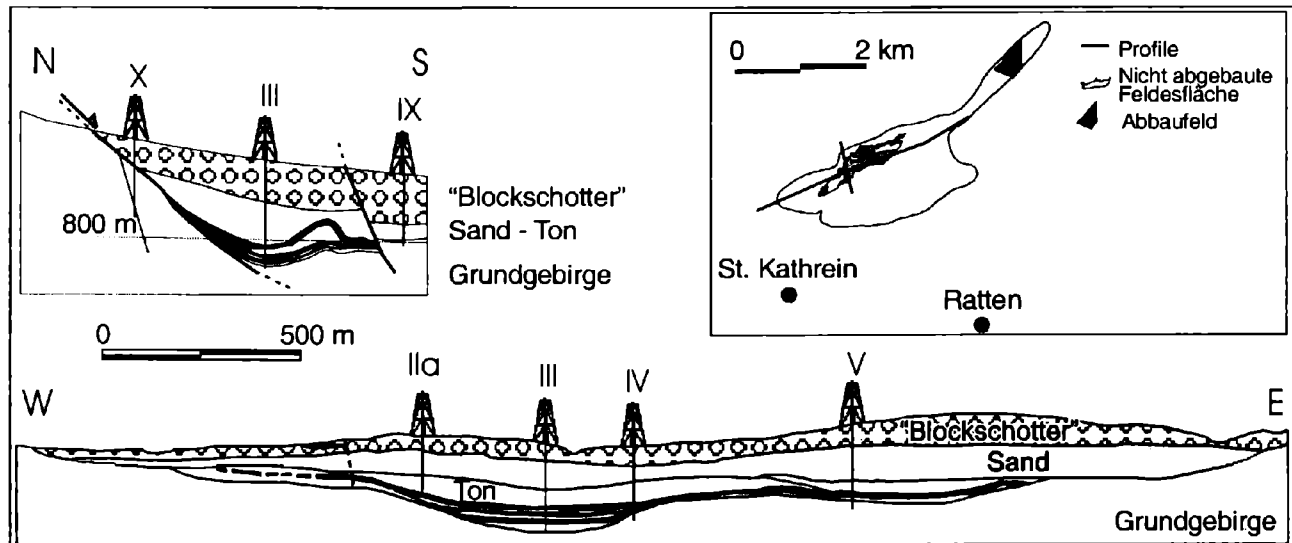 N
S
X
III
IX
800 m
"Blockschotter"
Sand - Ton
Grundgebirge
0 500 m
0 2 km
Profile
Nicht abgebaute
Feldesfläche
Abbaufeld
St. Kathrein
Ratten
W
E
IIa
III
IV
V
"Blockschotter"
Sand
Ton
Grundgebirge